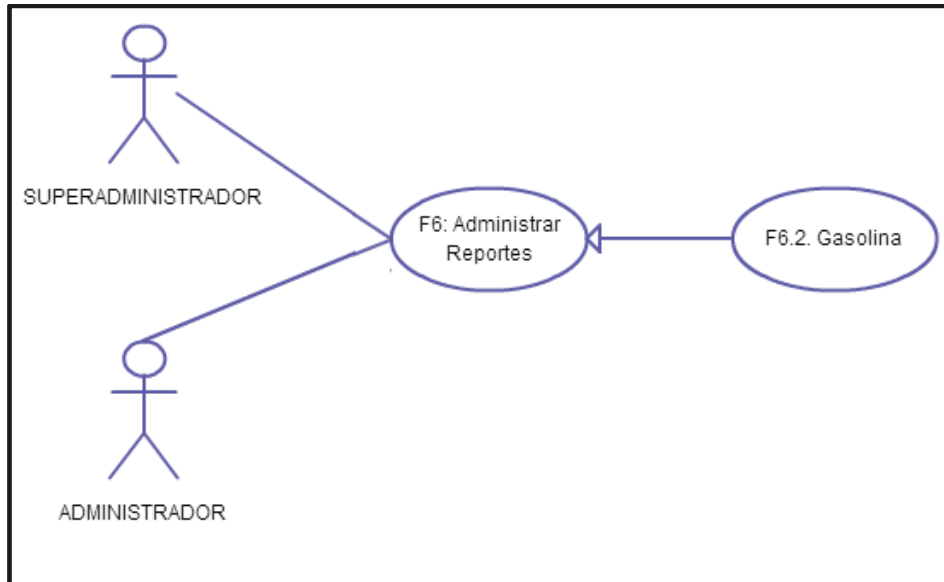 SUPERADMINISTRADOR
F6: Administrar
Reportes
F6.2. Gasolina
ADMINISTRADOR